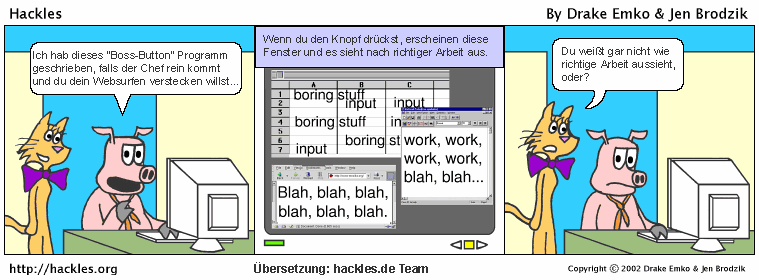 Hackles
By Drake Emko & Jen Brodzik
Ich hab dieses "Boss-Button" Programm
geschrieben, falls der Chef rein kommt
und du dein Websurfen verstecken willst...
Wenn du den Knopf drückst, erscheinen diese
Fenster und es sieht nach richtiger Arbeit aus.
A B C
1 boring stuff
2 input input
3
4 boring stuff input
5
6 boring stuff
7 input
work, work,
work, work,
blah, blah...
Blah, blah, blah,
blah, blah, blah.
Du weißt gar nicht wie
richtige Arbeit aussieht,
oder?
http://hackles.org
Übersetzung: hackles.de Team
Copyright © 2002 Drake Emko & Jen Brodzik